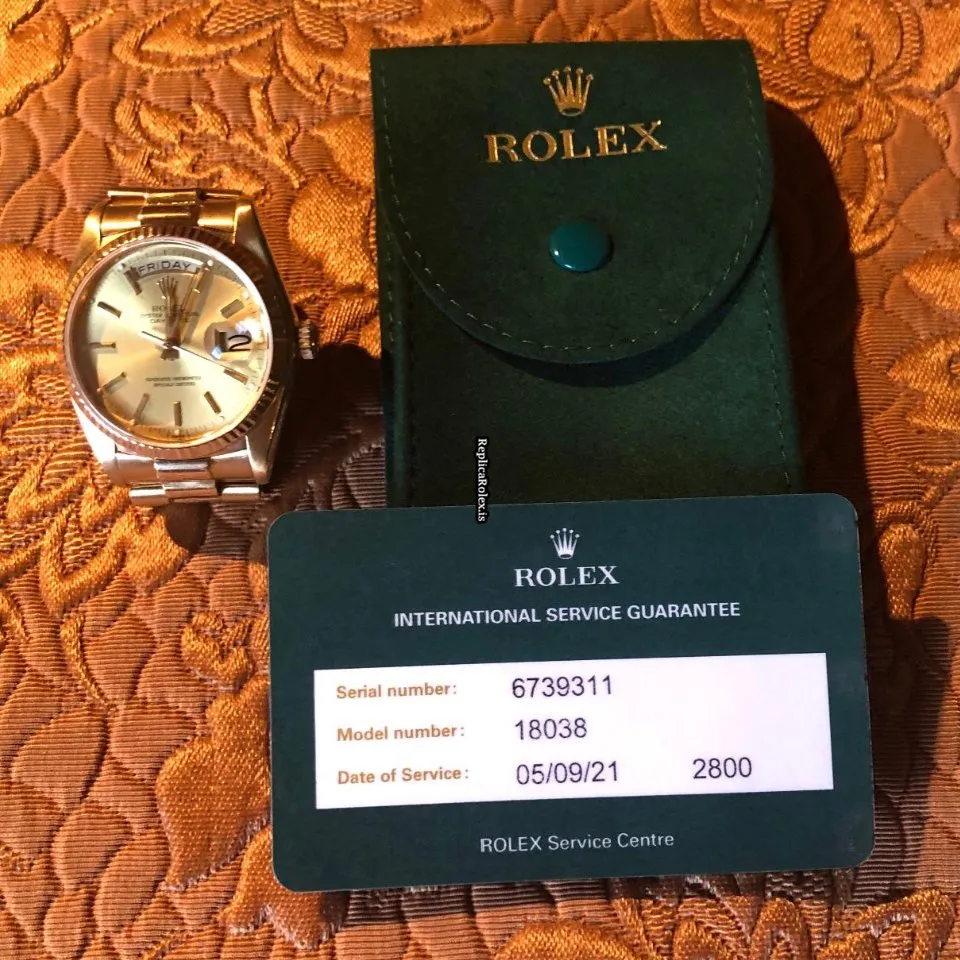 ROLEX
FRIDAY
ROLEX
ReplicaRolex.is
ROLEX
INTERNATIONAL SERVICE GUARANTEE
Serial number: 6739311
Model number: 18038
Date of Service: 05/09/21 2800
ROLEX Service Centre